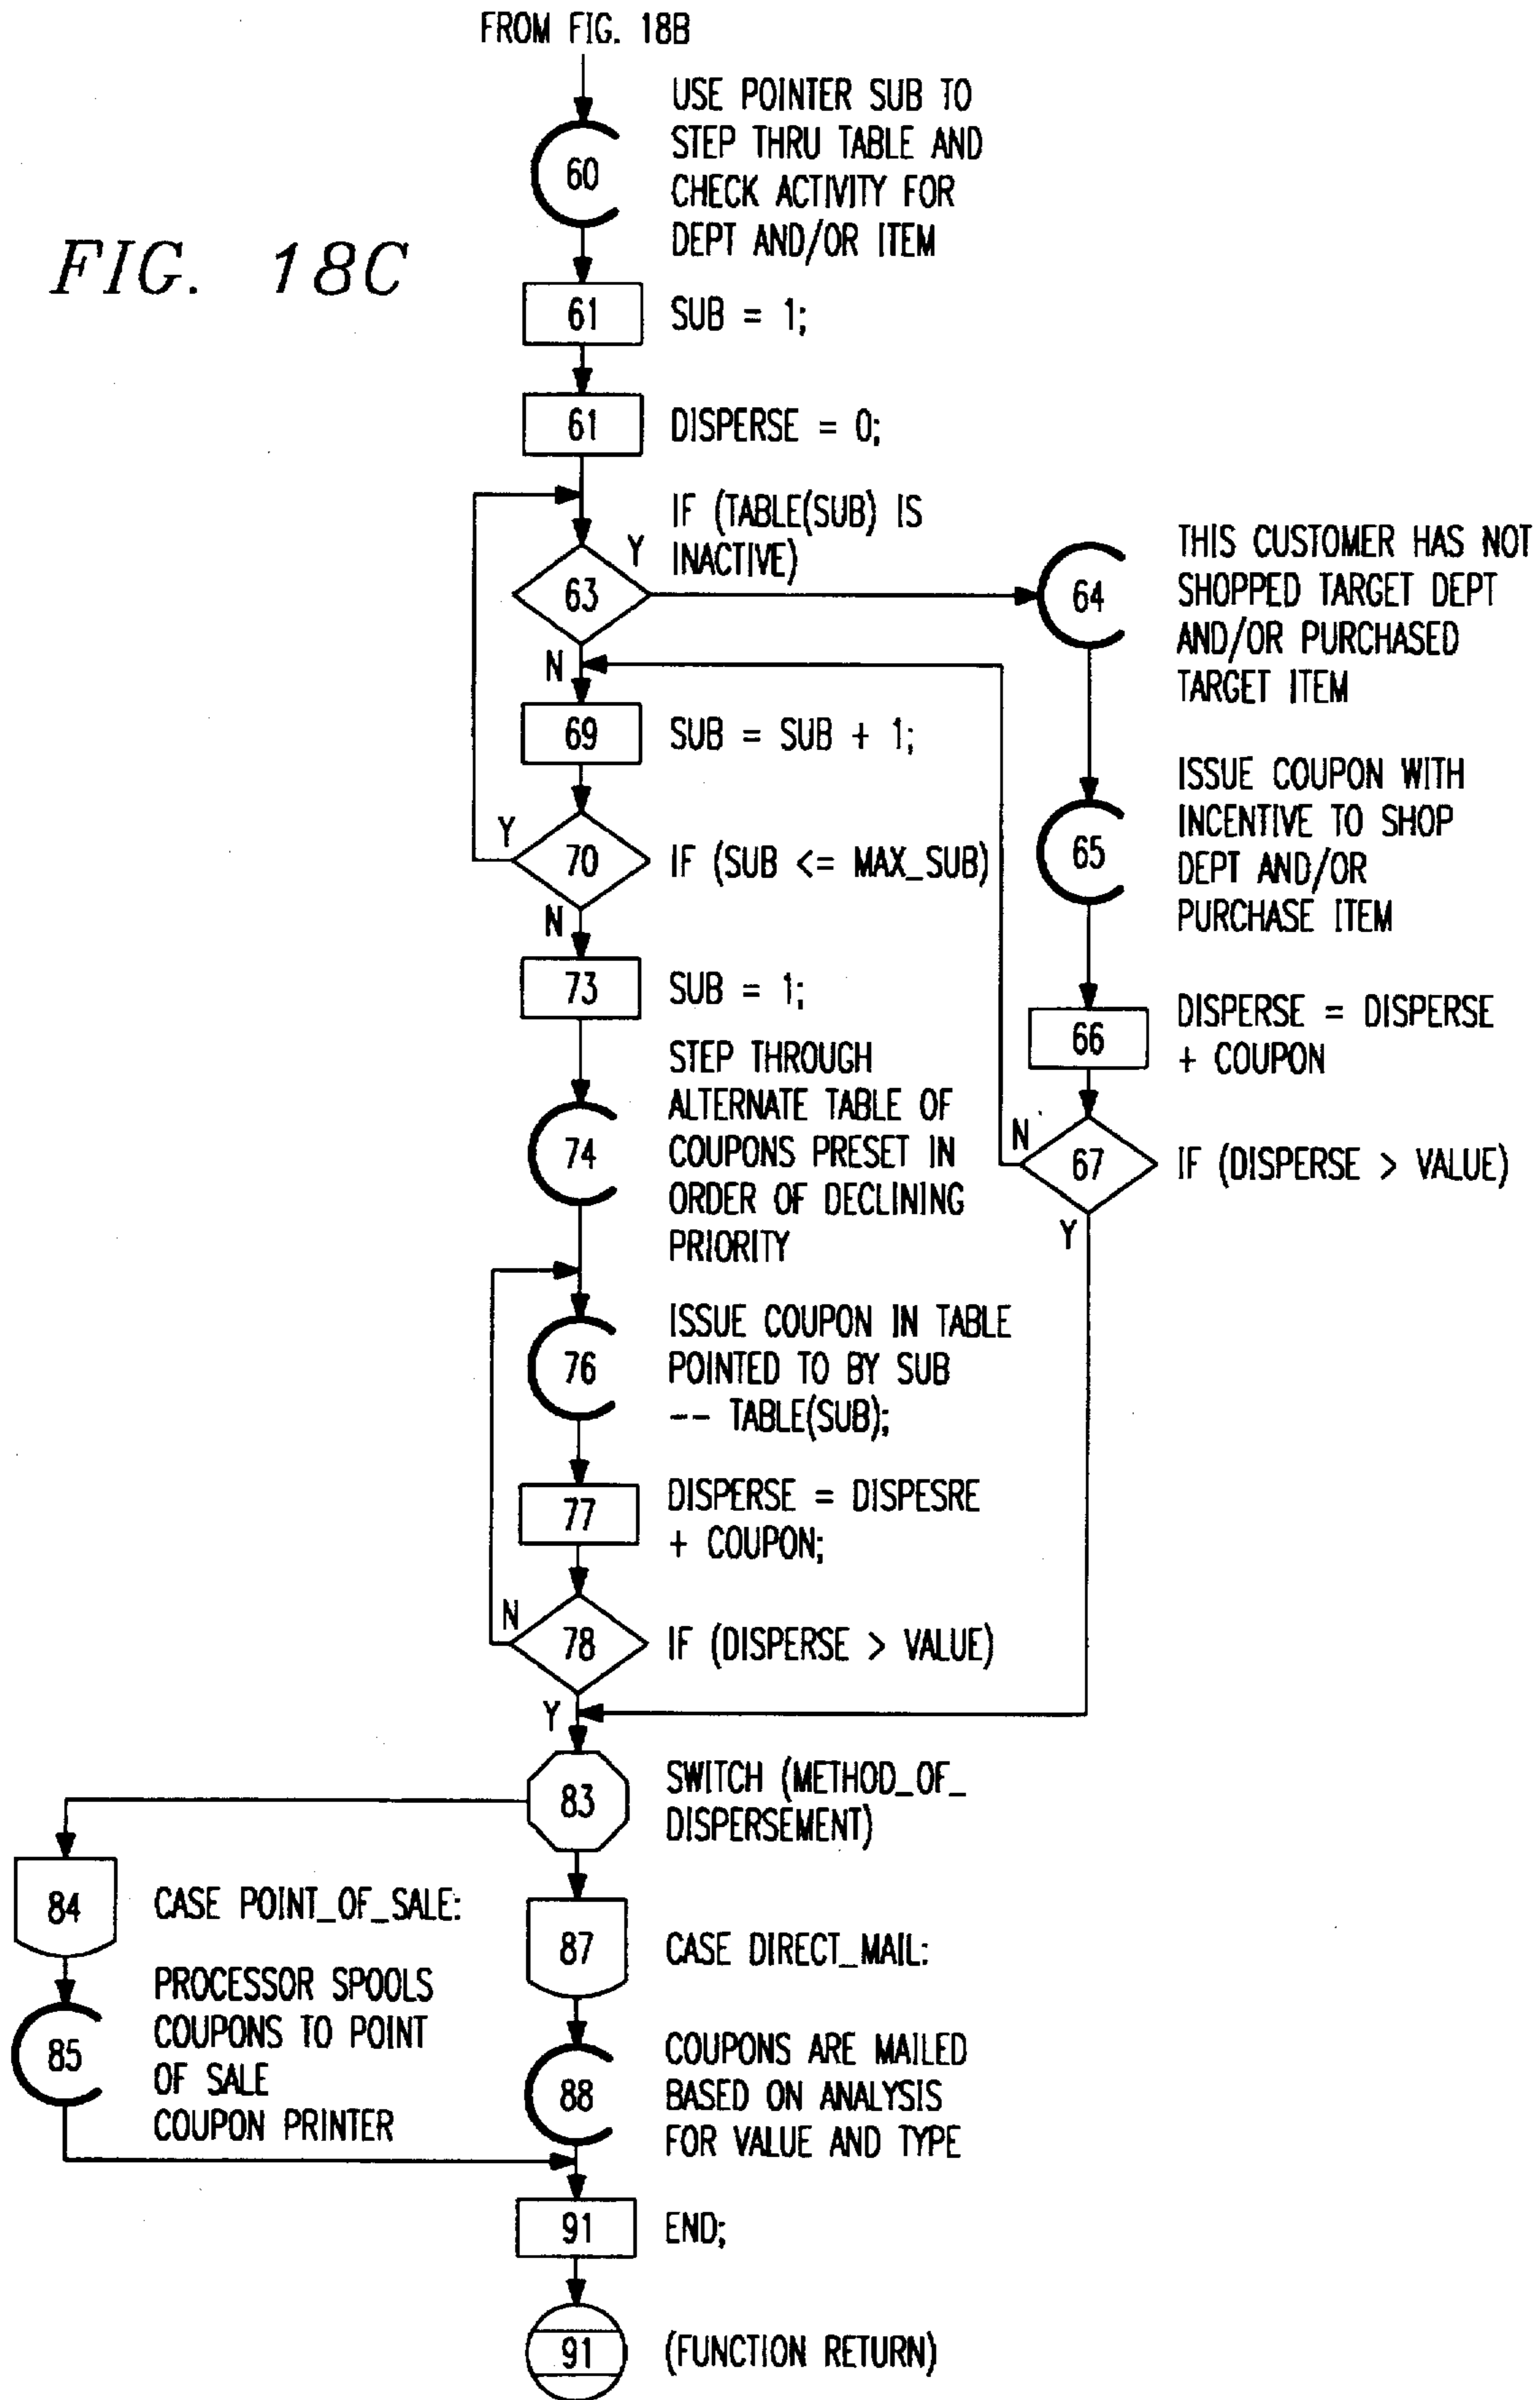 FROM FIG. 18B
USE POINTER SUB TO
STEP THRU TABLE AND
CHECK ACTIVITY FOR
DEPT AND/OR ITEM
60
FIG. 18C
61
SUB = 1;
61
DISPERSE = 0;
IF (TABLE(SUB) IS
INACTIVE)
Y
63
N
THIS CUSTOMER HAS NOT
SHOPPED TARGET DEPT
AND/OR PURCHASED
TARGET ITEM
64
69
SUB = SUB + 1;
ISSUE COUPON WITH
INCENTIVE TO SHOP
DEPT AND/OR
PURCHASE ITEM
65
Y
70
IF (SUB <= MAX_SUB)
N
73
SUB = 1;
66
DISPERSE = DISPERSE
+ COUPON
STEP THROUGH
ALTERNATE TABLE OF
COUPONS PRESET IN
ORDER OF DECLINING
PRIORITY
74
N
67
IF (DISPERSE > VALUE)
Y
76
ISSUE COUPON IN TABLE
POINTED TO BY SUB
-- TABLE(SUB);
77
DISPERSE = DISPESRE
+ COUPON;
N
78
IF (DISPERSE > VALUE)
Y
83
SWITCH (METHOD_OF_
DISPERSEMENT)
84
CASE POINT_OF_SALE:
87
CASE DIRECT_MAIL:
85
PROCESSOR SPOOLS
COUPONS TO POINT
OF SALE
COUPON PRINTER
88
COUPONS ARE MAILED
BASED ON ANALYSIS
FOR VALUE AND TYPE
91
END;
91
(FUNCTION RETURN)